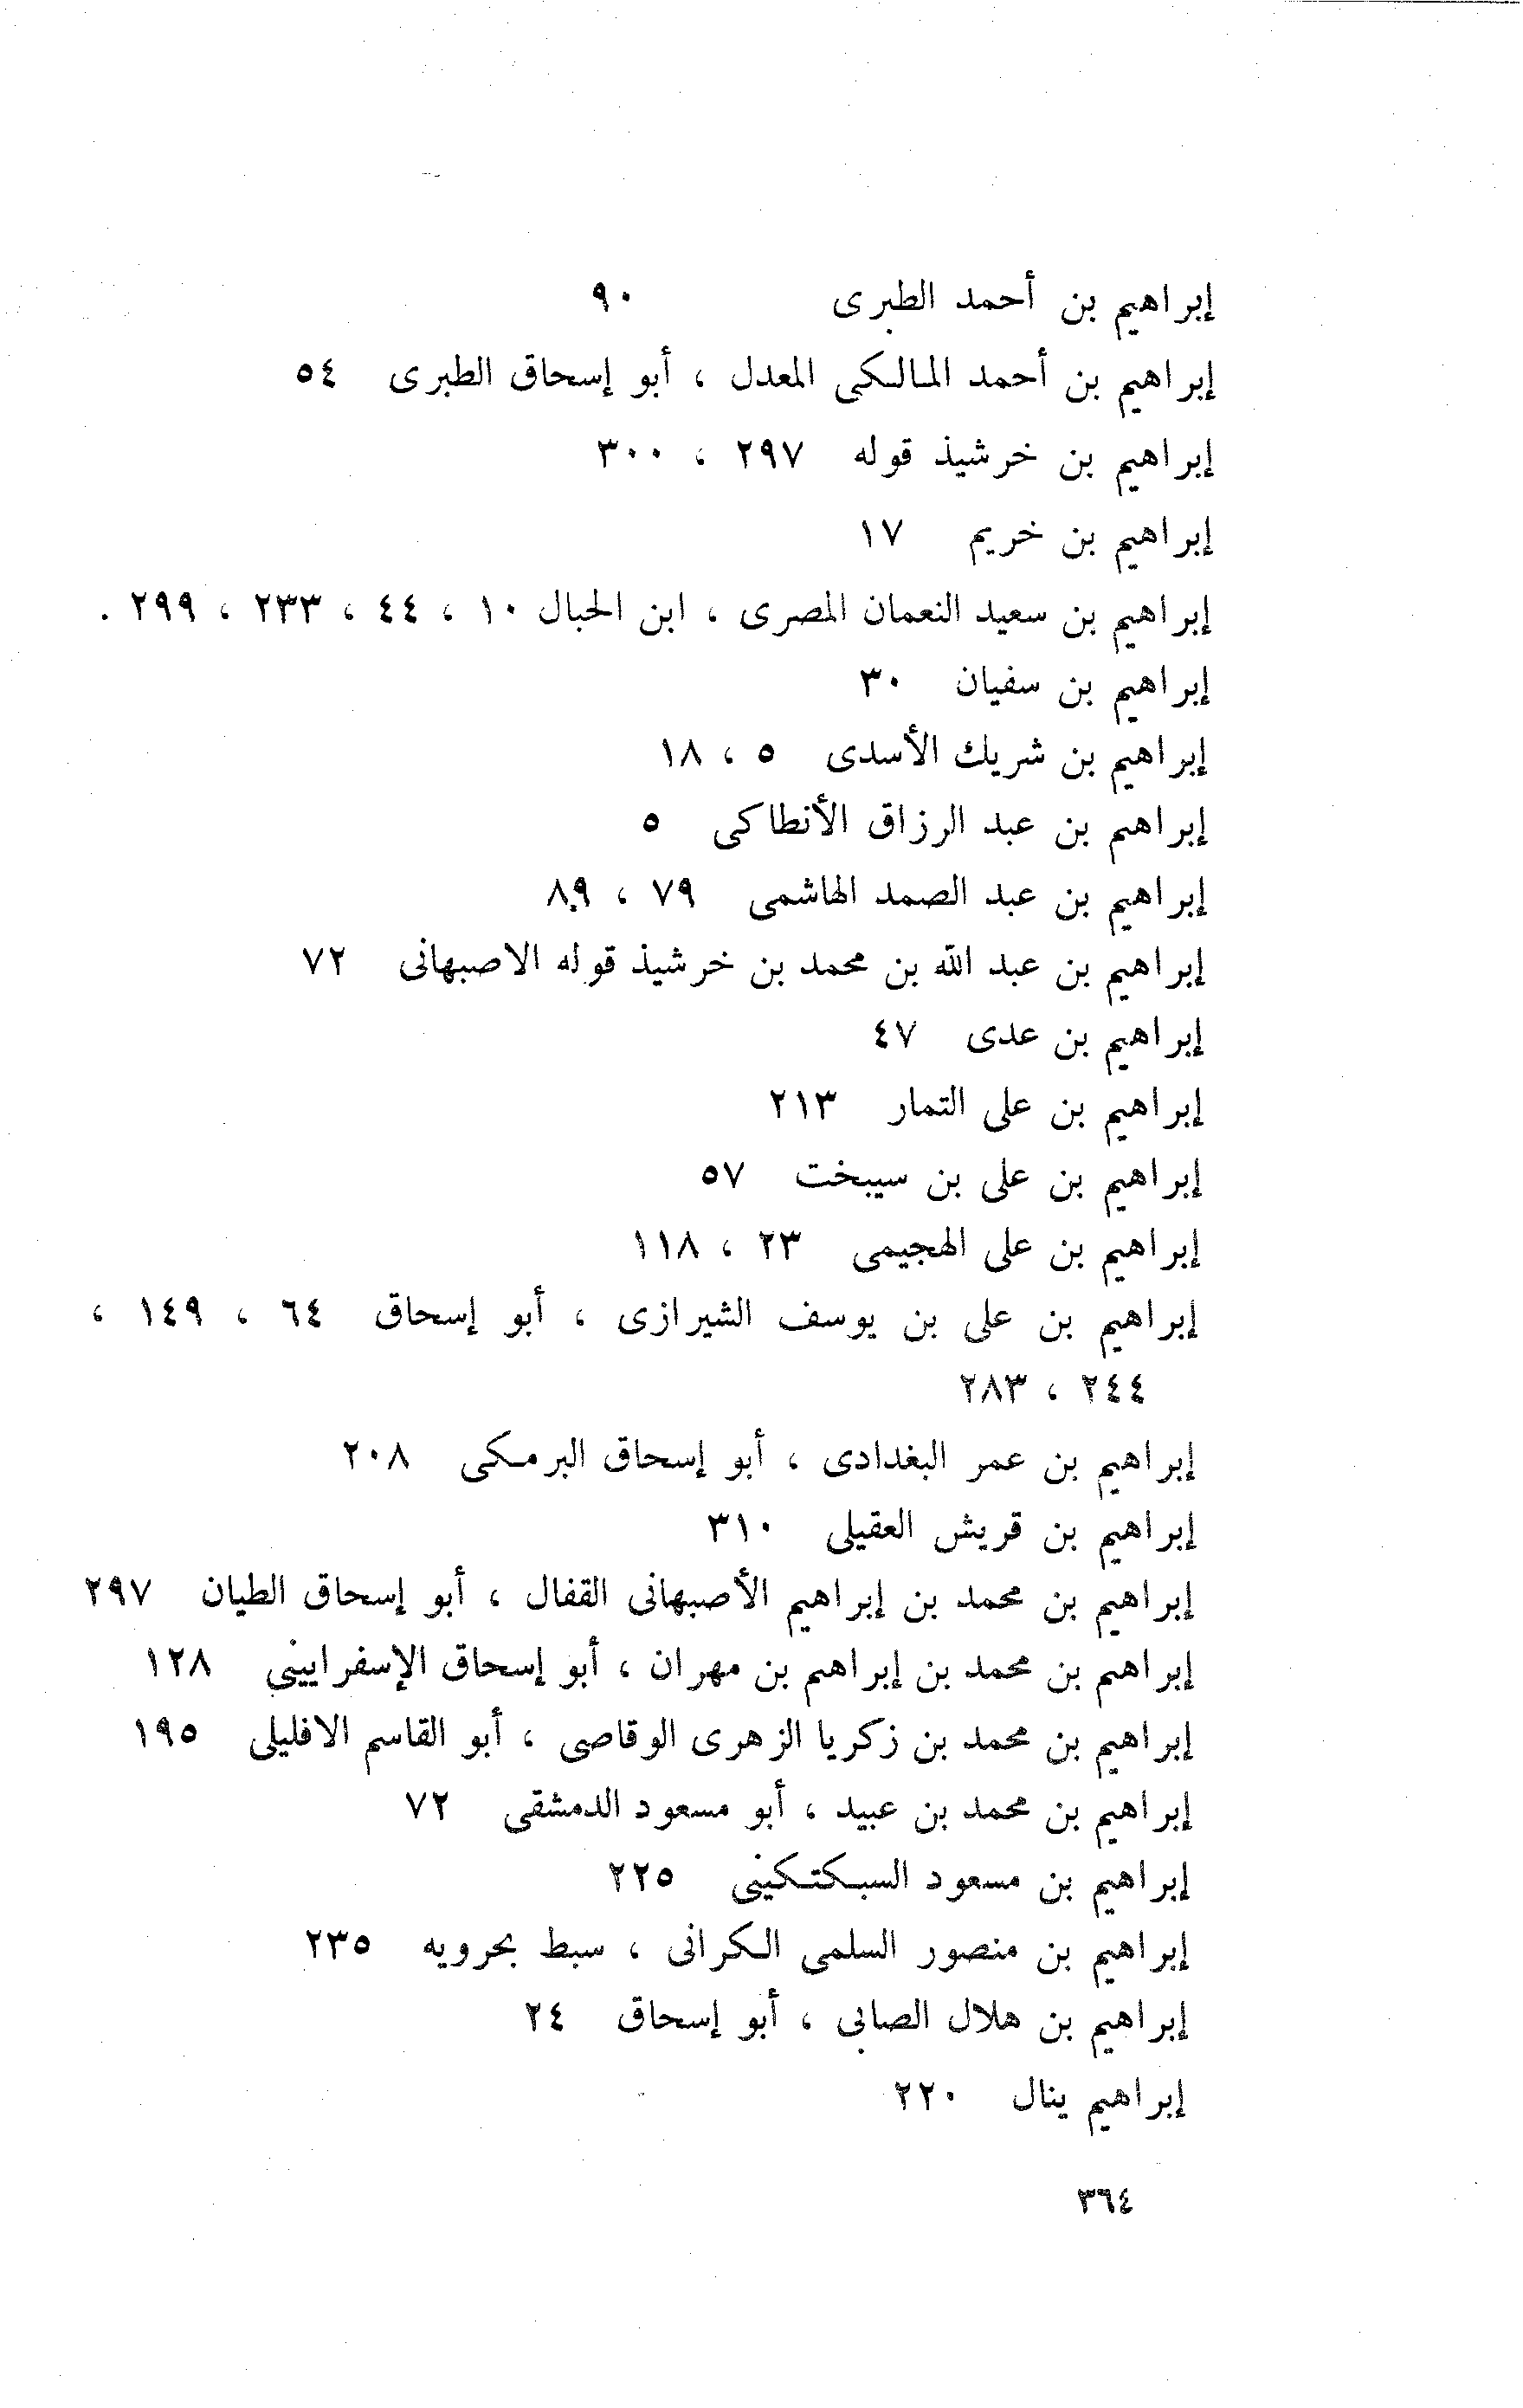 إبراهيم بن أحمد الطبرى ٩٠
إبراهيم بن أحمد المالكى المعدل ، أبو إسحاق الطبرى ٥٤
إبراهيم بن خرشيذ قوله ٢٩٧ ، ٣٠٠
إبراهيم بن خريم ١٧
إبراهيم بن سعيد النعمان المصرى ، ابن الحبال ١٠ ، ٤٤ ، ٢٣٣ ، ٢٩٩ .
إبراهيم بن سفيان ٣٠
إبراهيم بن شريك الأسدى ٥ ، ١٨
إبراهيم بن عبد الرزاق الأنطاكى ٥
إبراهيم بن عبد الصمد الهاشمى ٧٩ ، ٨٩
إبراهيم بن عبد الله بن محمد بن خرشيذ قوله الاصبهانى ٧٢
إبراهيم بن عدى ٤٧
إبراهيم بن على التمار ٢١٣
إبراهيم بن على بن سيبخت ٥٧
إبراهيم بن على الهجيمى ٢٣ ، ١١٨
إبراهيم بن على بن يوسف الشيرازى ، أبو إسحاق ٦٤ ، ١٤٩ ،
٢٤٤ ، ٢٨٣
إبراهيم بن عمر البغدادى ، أبو إسحاق البرمكى ٢٠٨
إبراهيم بن قريش العقيلى ٣١٠
إبراهيم بن محمد بن إبراهيم الأصبهانى القفال ، أبو إسحاق الطيان ٢٩٧
إبراهيم بن محمد بن إبراهيم بن مهران ، أبو إسحاق الإسفرايينى ١٢٨
إبراهيم بن محمد بن زكريا الزهرى الوقاصى ، أبو القاسم الافليلى ١٩٥
إبراهيم بن محمد بن عبيد ، أبو مسعود الدمشقى ٧٢
إبراهيم بن مسعود السبكتكينى ٢٢٥
إبراهيم بن منصور السلمى الكرانى ، سبط بحرويه ٢٣٥
إبراهيم بن هلال الصابى ، أبو إسحاق ٢٤
إبراهيم ينال ٢٢٠
٣٦٤